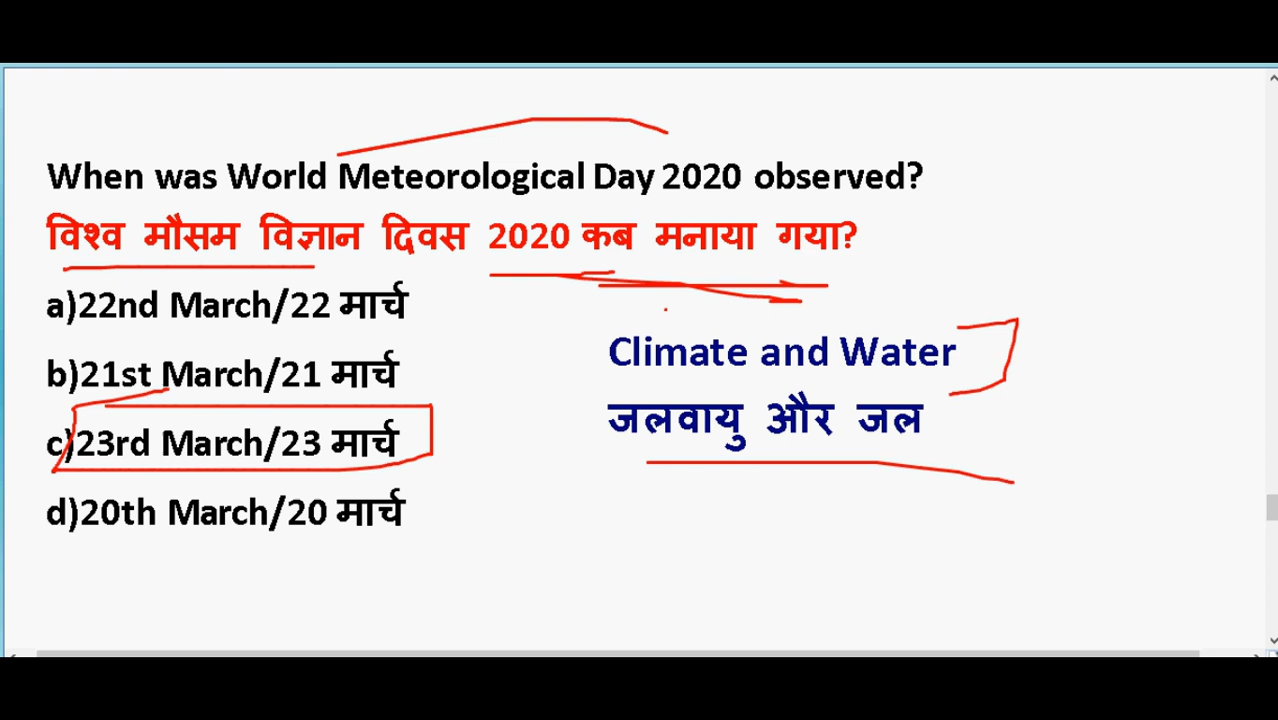 When was World Meteorological Day 2020 observed?
विश्व मौसम विज्ञान दिवस 2020 कब मनाया गया?
a)22nd March/22 मार्च
b)21st March/21 मार्च
c)23rd March/23 मार्च
d)20th March/20 मार्च
Climate and Water
जलवायु और जल